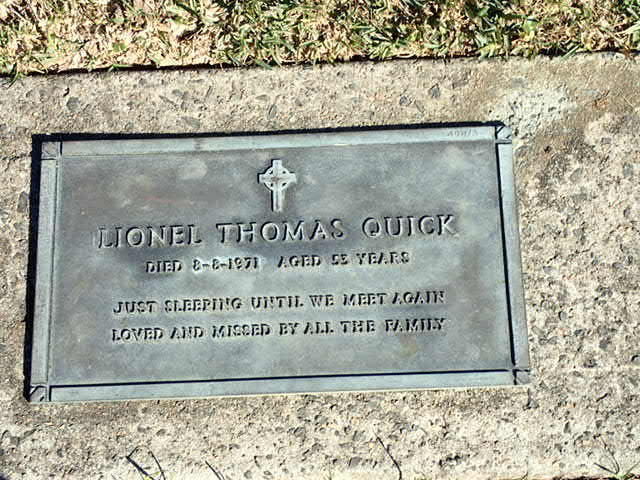 LIONEL THOMAS QUICK
DIED 8-8-1971 AGED 53 YEARS
JUST SLEEPING UNTIL WE MEET AGAIN
LOVED AND MISSED BY ALL THE FAMILY